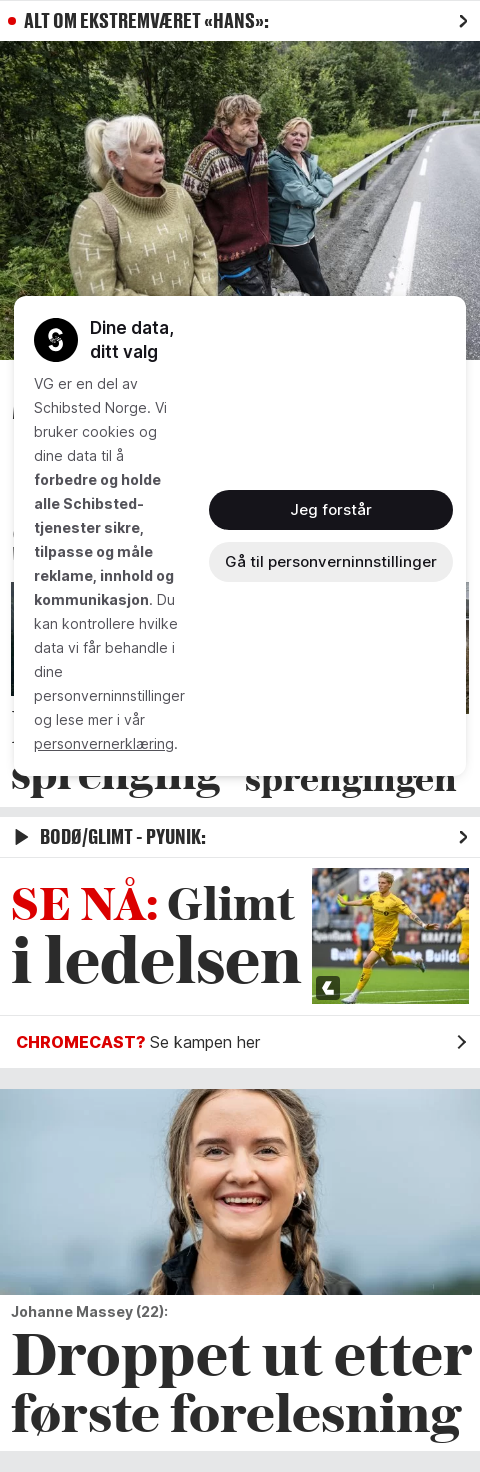 ALT OM EKSTREMVÆRET «HANS»:
Dine data,
ditt valg
VG er en del av
Schibsted Norge. Vi
bruker cookies og
dine data til å
forbedre og holde
alle Schibsted-
tjenester sikre,
tilpasse og måle
reklame, innhold og
kommunikasjon. Du
kan kontrollere hvilke
data vi får behandle i
dine
personverninnstillinger
og lese mer i vår
personvernerklæring.
Jeg forstår
Gå til personverninnstillinger
sprenging
sprengingen
BODØ/GLIMT - PYUNIK:
SE NÅ: Glimt
i ledelsen
CHROMECAST? Se kampen her
Johanne Massey (22):
Droppet ut etter
første forelesning